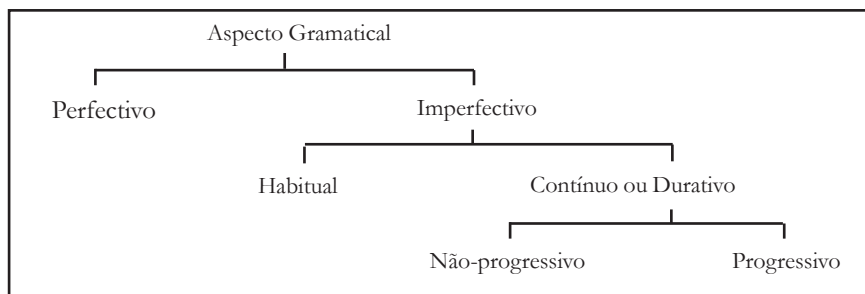 Aspecto Gramatical
Perfectivo Imperfectivo
Habitual Contínuo ou Durativo
Não-progressivo Progressivo